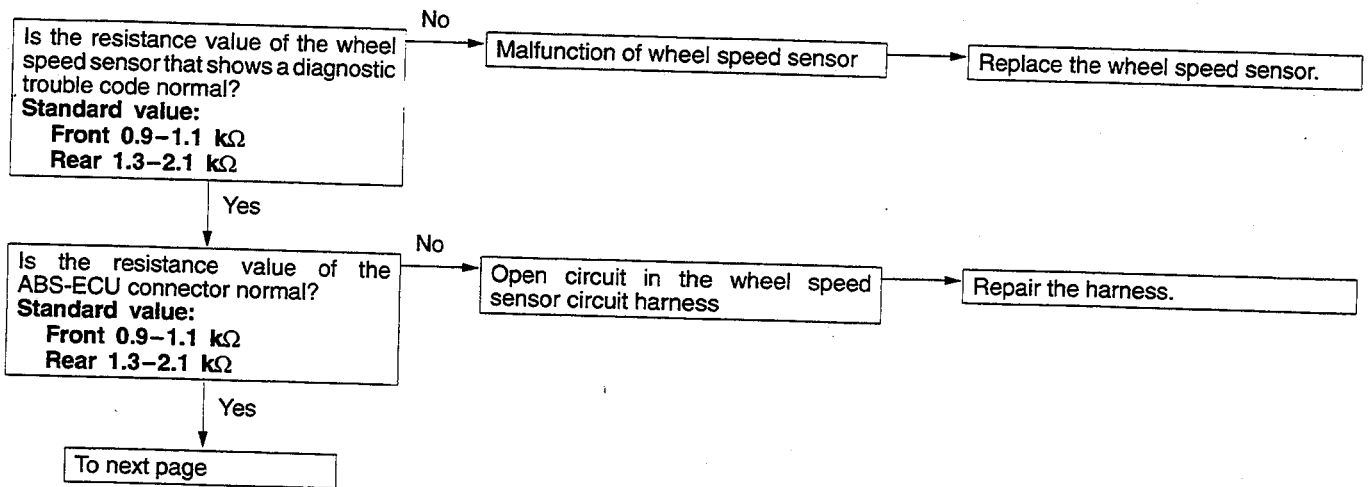 Is the resistance value of the wheel
speed sensor that shows a diagnostic
trouble code normal?
Standard value:
Front 0.9–1.1 kΩ
Rear 1.3–2.1 kΩ
No
Malfunction of wheel speed sensor
Replace the wheel speed sensor.
Yes
Is the resistance value of the
ABS-ECU connector normal?
Standard value:
Front 0.9–1.1 kΩ
Rear 1.3–2.1 kΩ
No
Open circuit in the wheel speed
sensor circuit harness
Repair the harness.
Yes
To next page